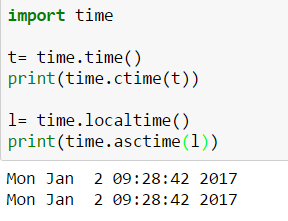 import time
t= time.time()
print(time.ctime(t))
l= time.localtime()
print(time.asctime(l))
Mon Jan  2 09:28:42 2017
Mon Jan  2 09:28:42 2017